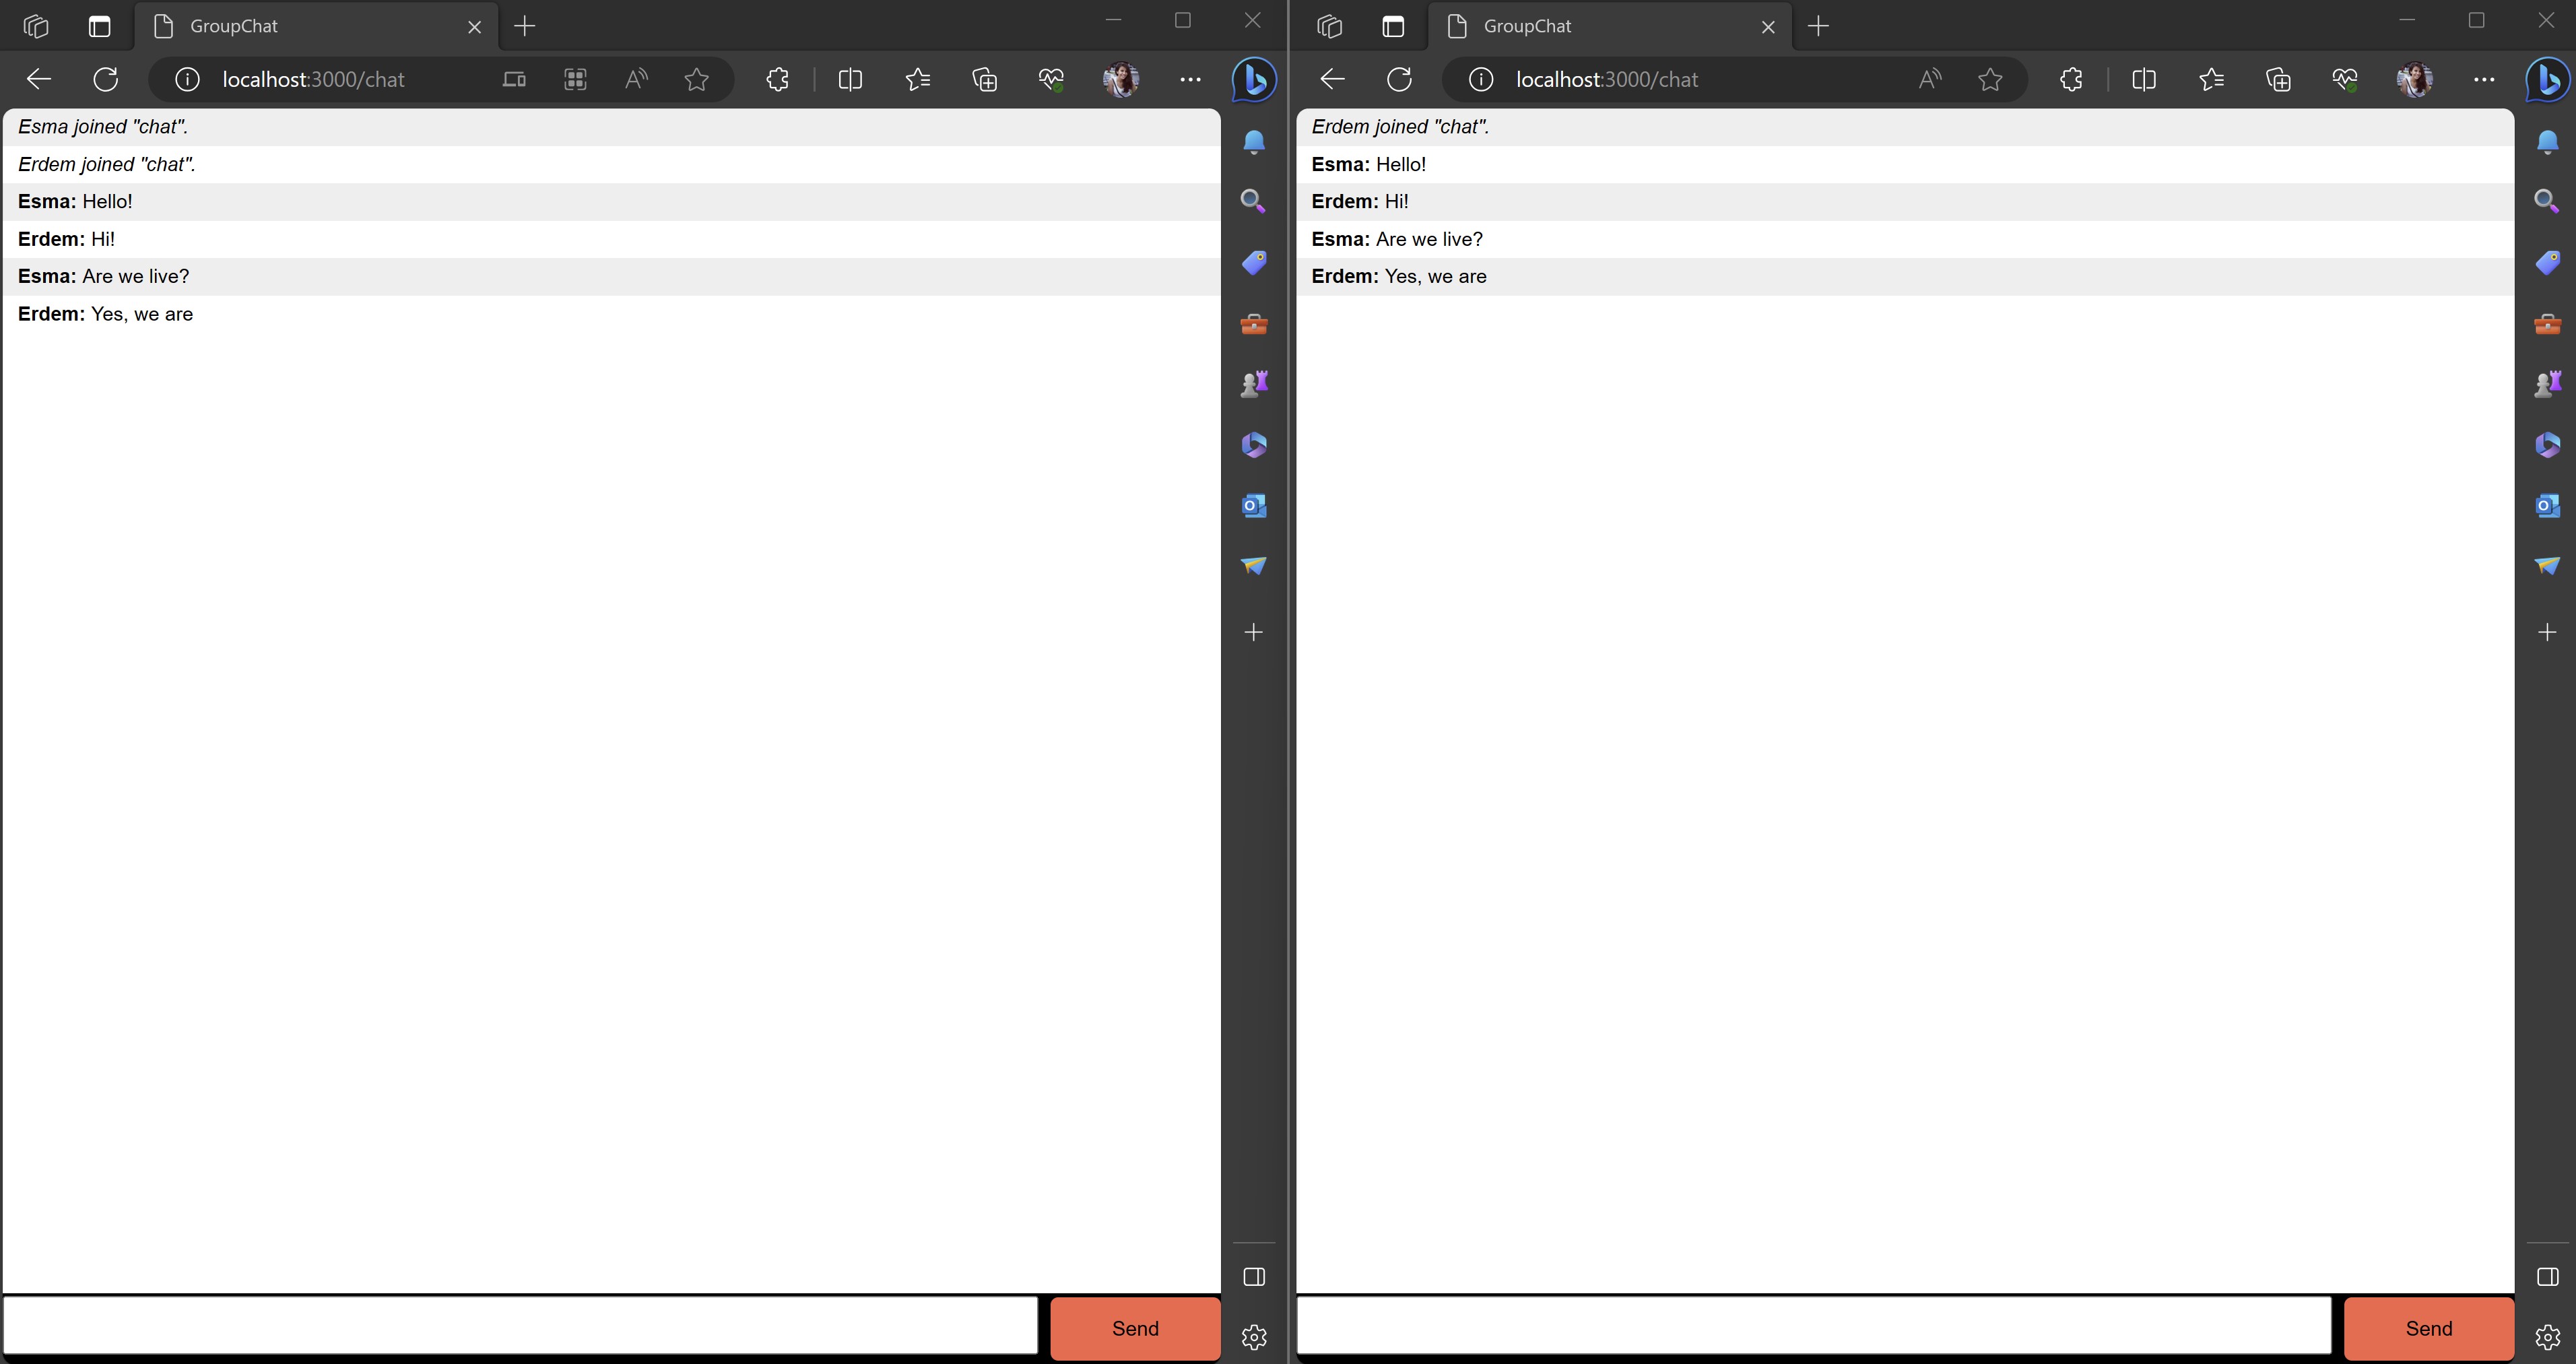 GroupChat
localhost:3000/chat
Esma joined "chat".
Erdem joined "chat".
Esma: Hello!
Erdem: Hi!
Esma: Are we live?
Erdem: Yes, we are
Send
GroupChat
localhost:3000/chat
Erdem joined "chat".
Esma: Hello!
Erdem: Hi!
Esma: Are we live?
Erdem: Yes, we are
Send